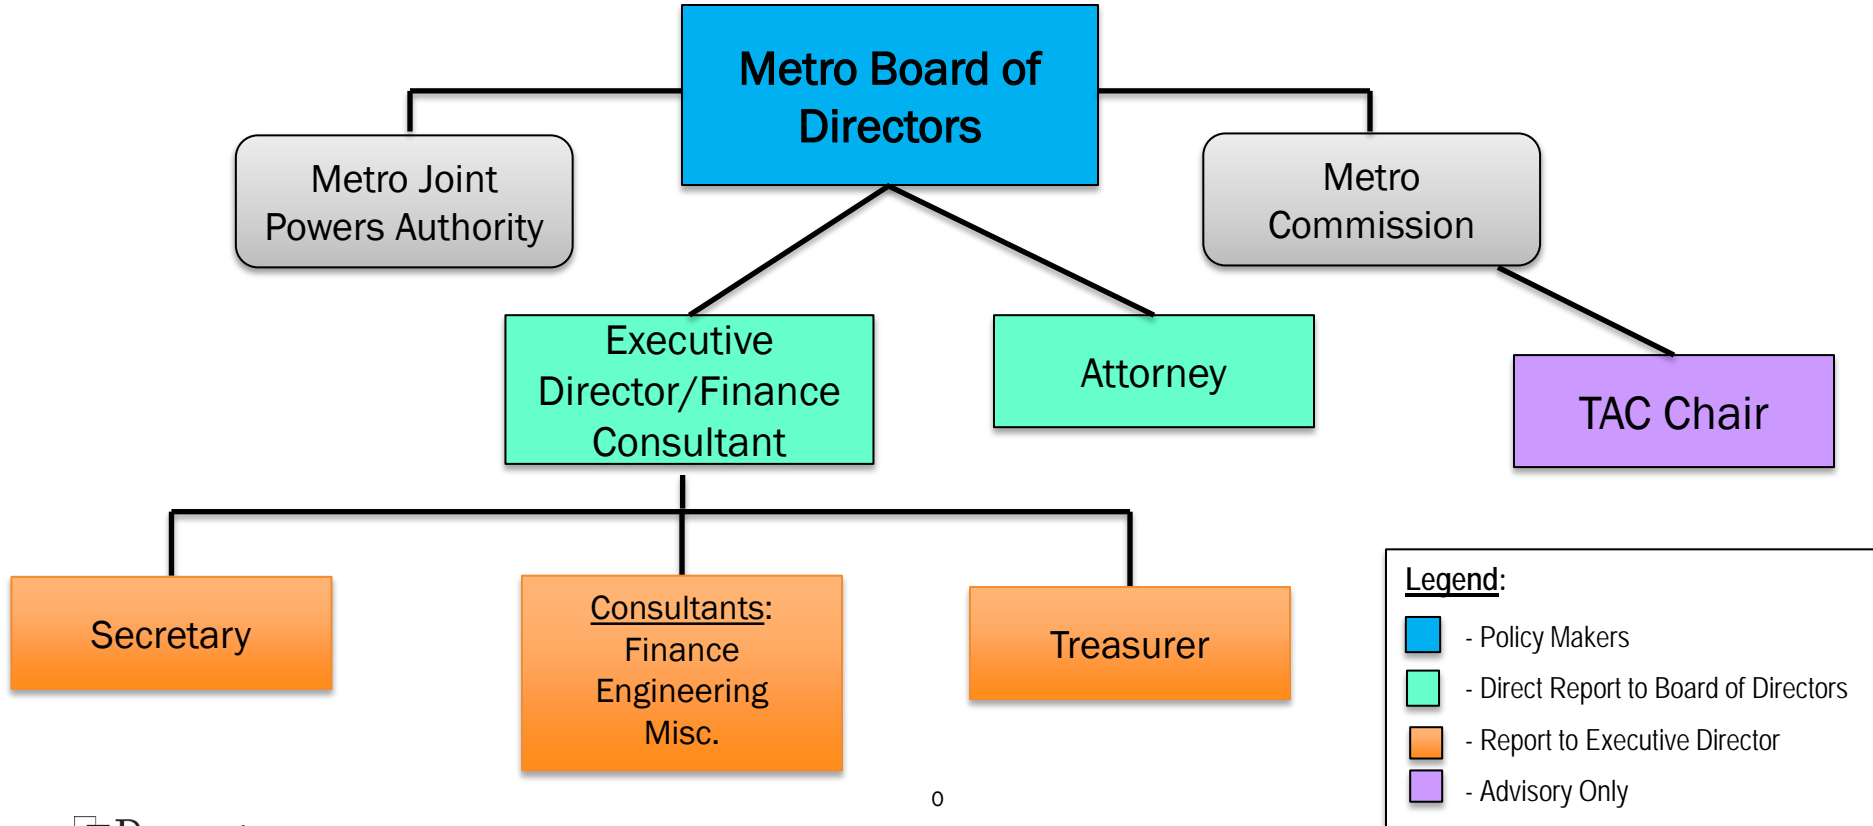 Metro Board of
Directors
Metro Joint
Powers Authority
Metro
Commission
Executive
Director/Finance
Consultant
Attorney
TAC Chair
Secretary
Consultants:
Finance
Engineering
Misc.
Treasurer
Legend:
- Policy Makers
- Direct Report to Board of Directors
- Report to Executive Director
- Advisory Only
0